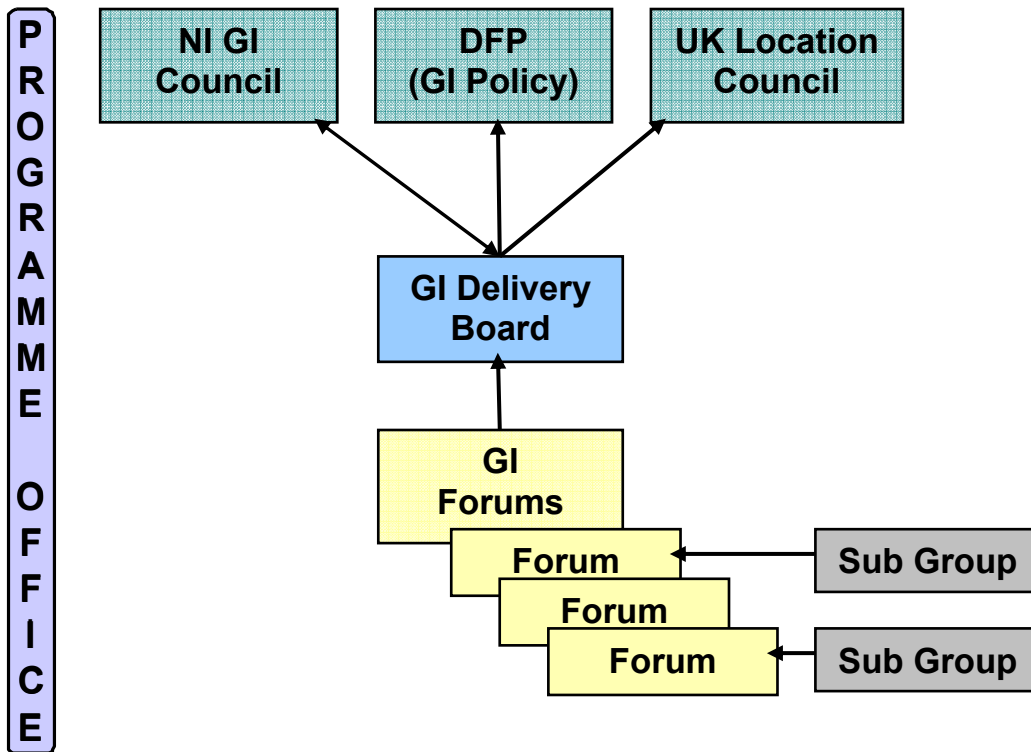 PROGRAMME OFFICE
NI GI
Council
DFP
(GI Policy)
UK Location
Council
GI Delivery
Board
GI
Forums
Forum
Sub Group
Forum
Forum
Sub Group